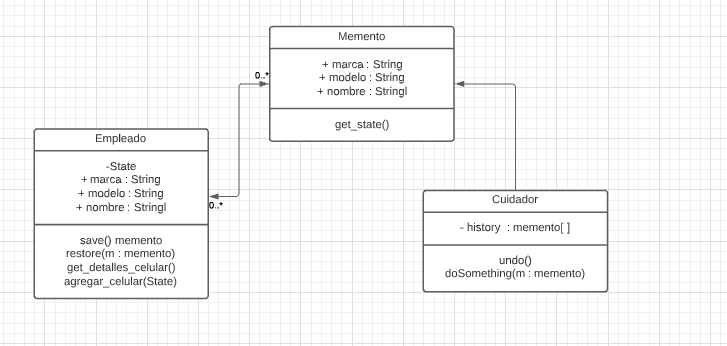 Memento
+ marca : String
+ modelo : String
+ nombre : Stringl
get_state()
0..*
Empleado
-State
+ marca : String
+ modelo : String
+ nombre : Stringl
save() memento
restore(m : memento)
get_detalles_celular()
agregar_celular(State)
0..*
Cuidador
- history : memento[ ]
undo()
doSomething(m : memento)